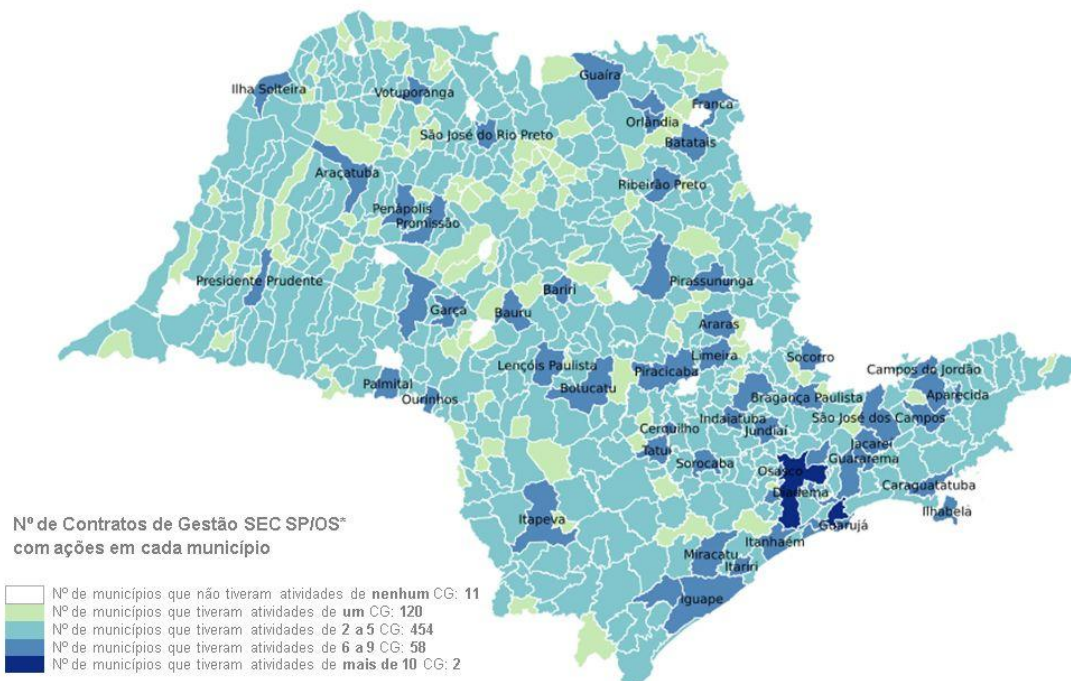 Guaíra
Ilha Solteira
Votuporanga
Franca
Orlândia
São José do Rio Preto
Batatais
Araçatuba
Ribeirão Preto
Penápolis
Promissão
Presidente Prudente
Pirassununga
Bariri
Garça
Bauru
Araras
Lençóis Paulista
Limeira
Socorro
Palmital
Piracicaba
Campos do Jordão
Botucatu
Bragança Paulista
Aparecida
Ourinhos
Indaiatuba
São José dos Campos
Cerquilho
Jundiaí
Tatuí
Jacareí
Sorocaba
Osasco
Guararema
Diadema
Caraguatatuba
Ilhabela
Itapeva
Guarujá
Itanhaém
Miracatu
Itariri
Iguape
Nº de Contratos de Gestão SEC SP/OS*
com ações em cada município
Nº de municípios que não tiveram atividades de nenhum CG: 11
Nº de municípios que tiveram atividades de um CG: 120
Nº de municípios que tiveram atividades de 2 a 5 CG: 454
Nº de municípios que tiveram atividades de 6 a 9 CG: 58
Nº de municípios que tiveram atividades de mais de 10 CG: 2